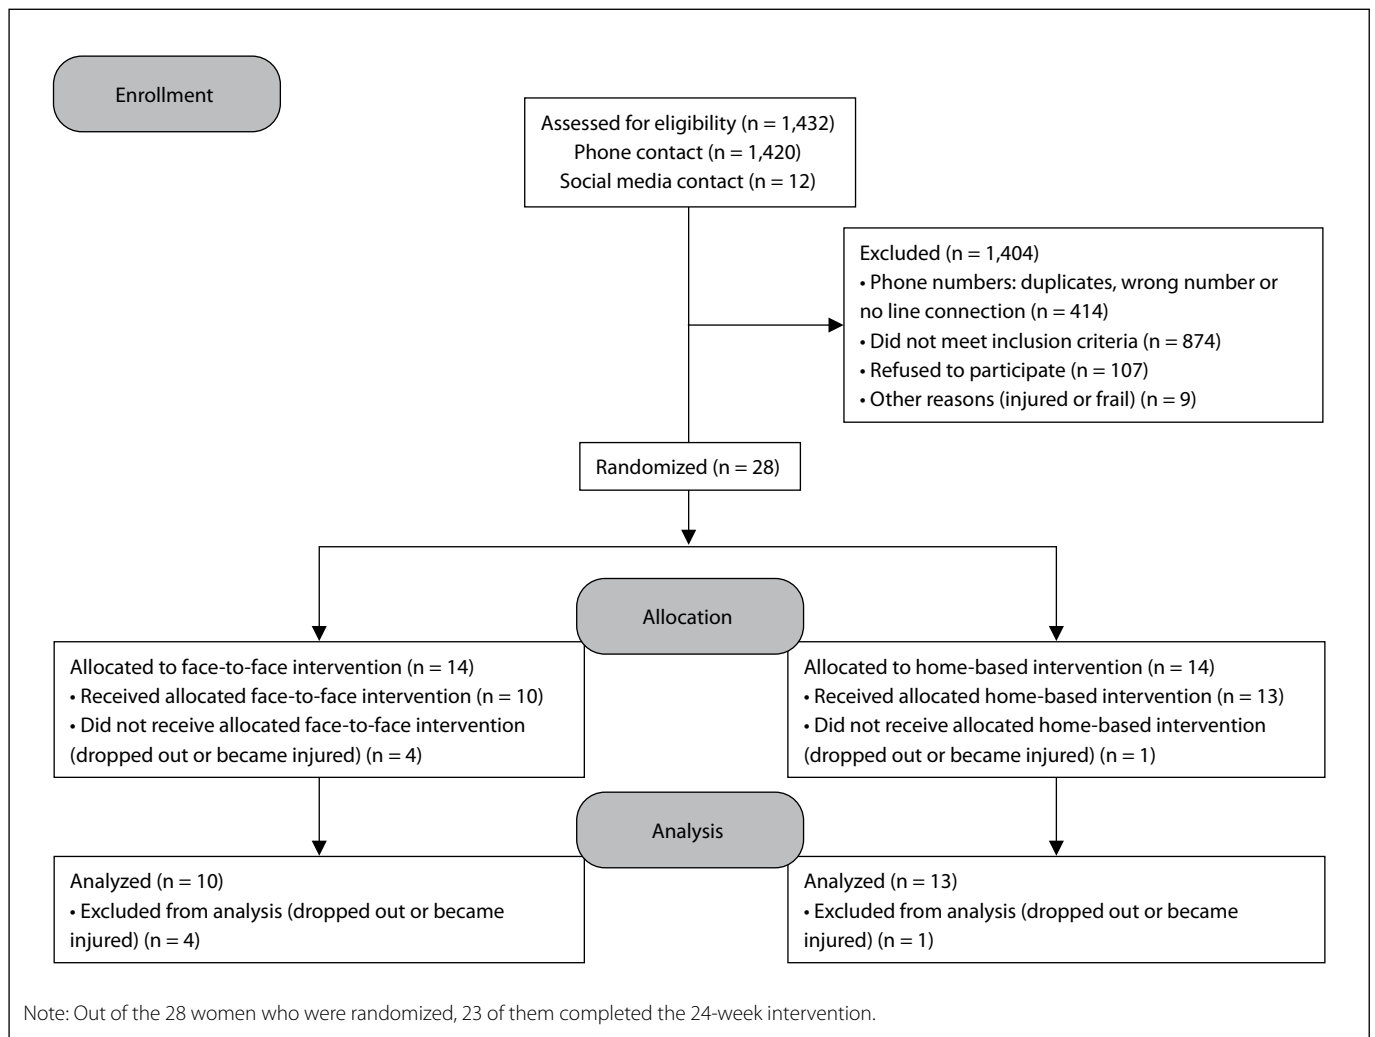 Enrollment
Assessed for eligibility (n = 1,432)
Phone contact (n = 1,420)
Social media contact (n = 12)
Excluded (n = 1,404)
• Phone numbers: duplicates, wrong number or
no line connection (n = 414)
• Did not meet inclusion criteria (n = 874)
• Refused to participate (n = 107)
• Other reasons (injured or frail) (n = 9)
Randomized (n = 28)
Allocation
Allocated to face-to-face intervention (n = 14)
• Received allocated face-to-face intervention (n = 10)
• Did not receive allocated face-to-face intervention
(dropped out or became injured) (n = 4)
Allocated to home-based intervention (n = 14)
• Received allocated home-based intervention (n = 13)
• Did not receive allocated home-based intervention
(dropped out or became injured) (n = 1)
Analysis
Analyzed (n = 10)
• Excluded from analysis (dropped out or became
injured) (n = 4)
Analyzed (n = 13)
• Excluded from analysis (dropped out or became
injured) (n = 1)
Note: Out of the 28 women who were randomized, 23 of them completed the 24-week intervention.